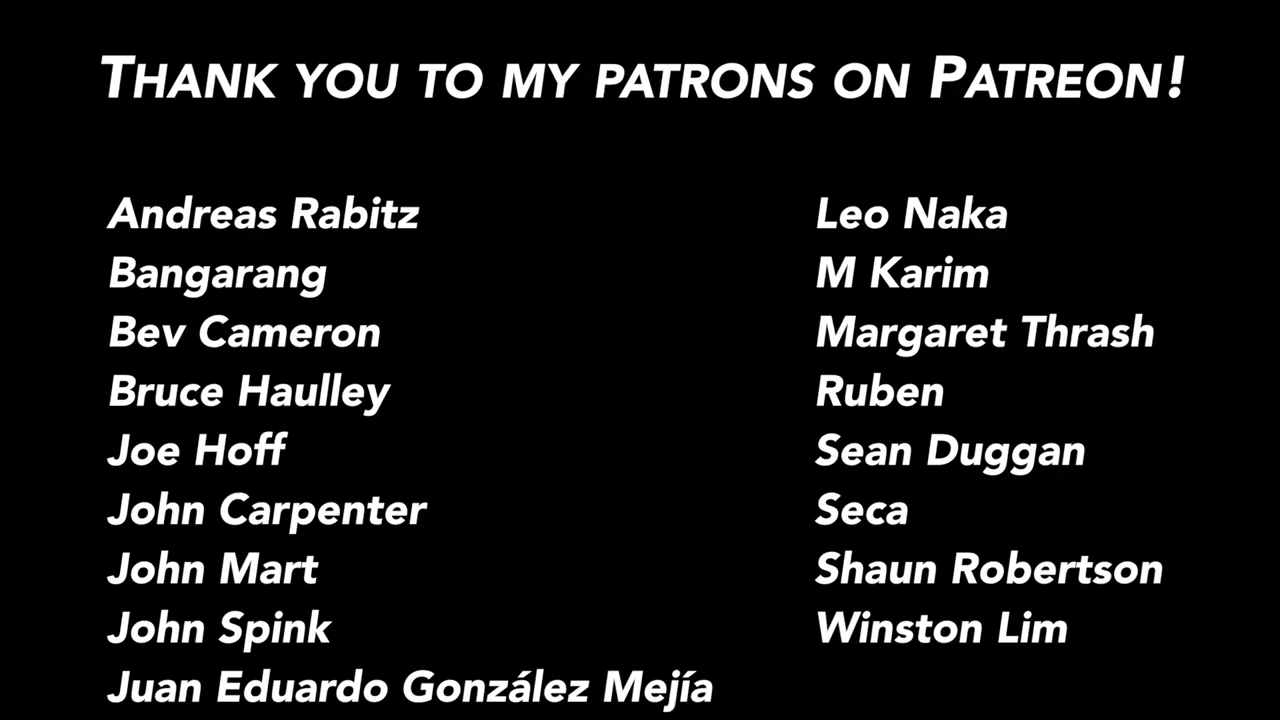 THANK YOU TO MY PATRONS ON PATREON!
Andreas Rabitz
Bangarang
Bev Cameron
Bruce Haulley
Joe Hoff
John Carpenter
John Mart
John Spink
Juan Eduardo González Mejía
Leo Naka
M Karim
Margaret Thrash
Ruben
Sean Duggan
Seca
Shaun Robertson
Winston Lim